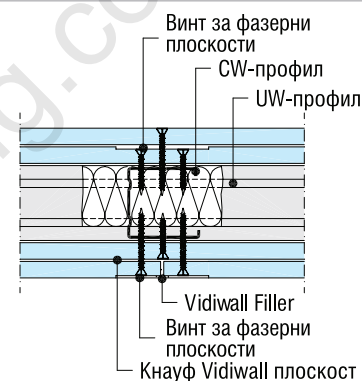 Винт за фазерни
плоскости
CW-профил
UW-профил
Vidiwall Filler
Винт за фазерни
плоскости
Кнауф Vidiwall плоскост